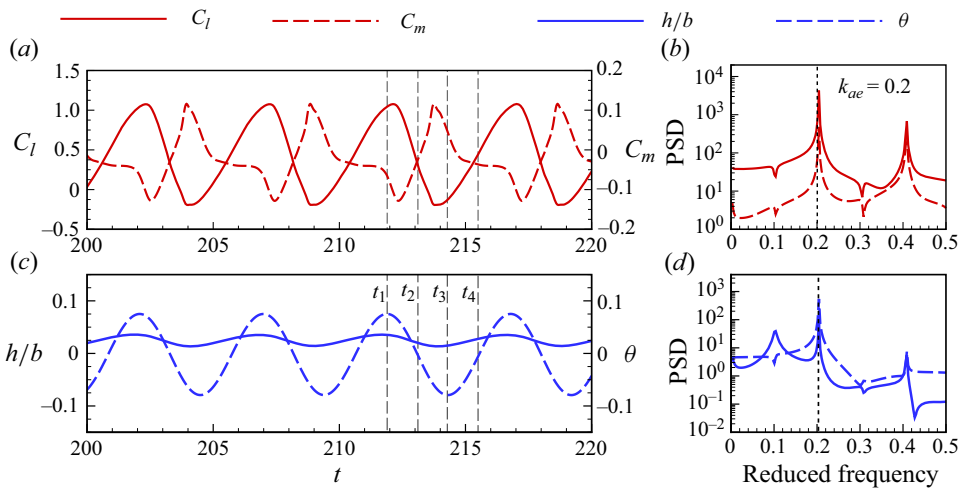 C_l C_m h/b θ
(a) (b)
1.5 0.2 10^4
1.0 0.1 k_ae = 0.2 10^3
C_l 0.5 0 C_m PSD 10^2
0 –0.1 10^1
–0.5 –0.2 10^0
200 205 210 215 220 0 0.1 0.2 0.3 0.4 0.5
(c) (d)
t_1 t_2 t_3 t_4
0.1 0.1 10^3
10^2
h/b 0 0 θ PSD 10^1
10^0
–0.1 –0.1 10^–1
10^–2
200 205 210 215 220 0 0.1 0.2 0.3 0.4 0.5
t Reduced frequency